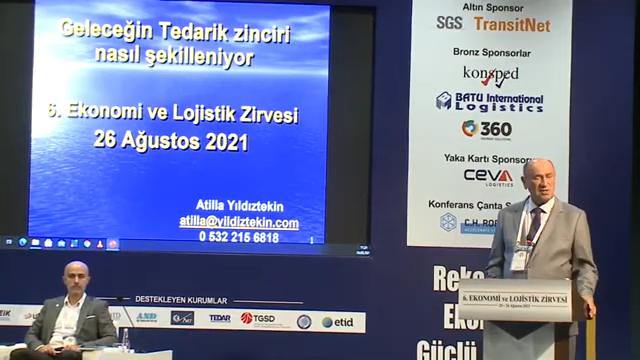 Geleceğin Tedarik zinciri
nasıl şekilleniyor
6. Ekonomi ve Lojistik Zirvesi
26 Ağustos 2021
Atilla Yıldıztekin
atilla@yildiztekin.com
0 532 215 6818
Altın Sponsor
SGS TransitNet
Bronz Sponsorlar
konsped
BATU International
Logistics
360
Yaka Kartı Sponsoru
CEVA
LOGISTICS
Konferans Çanta
C.H. RO
DESTEKLEYEN KURUMLAR
TEDAR
TGSD
etid
6. EKONOMİ ve LOJİSTİK ZİRVESİ
Güçlü